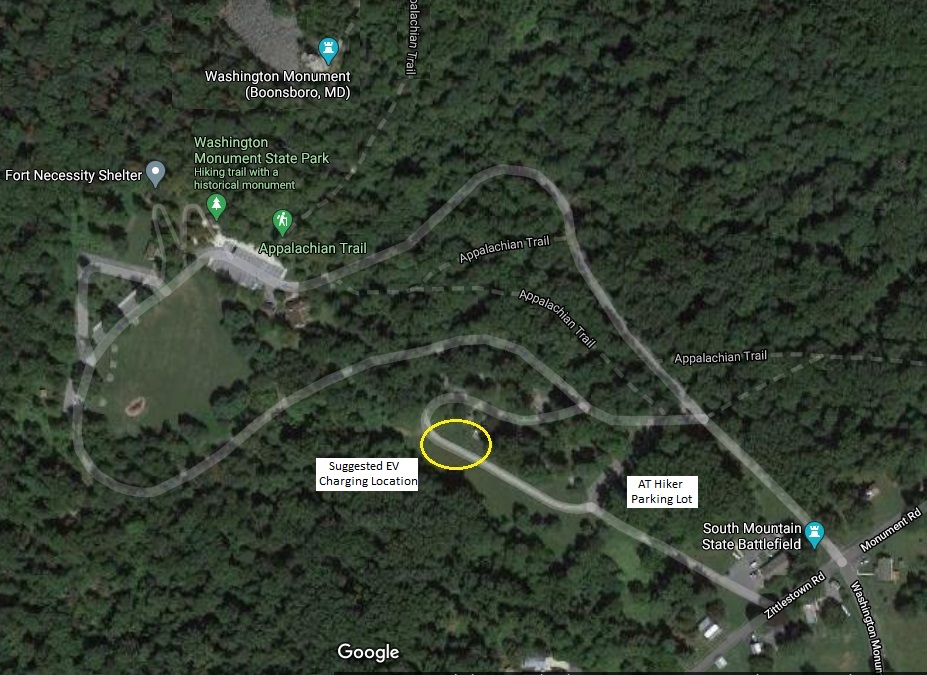 palachian Trail
Washington Monument
(Boonsboro, MD)
Washington
Monument State Park
Hiking trail with a
historical monument
Fort Necessity Shelter
Appalachian Trail
Appalachian Trail
Appalachian Trail
Appalachian Trail
Suggested EV
Charging Location
AT Hiker
Parking Lot
South Mountain
State Battlefield
Monument Rd
Zittlestown Rd
Washington Monum
Google